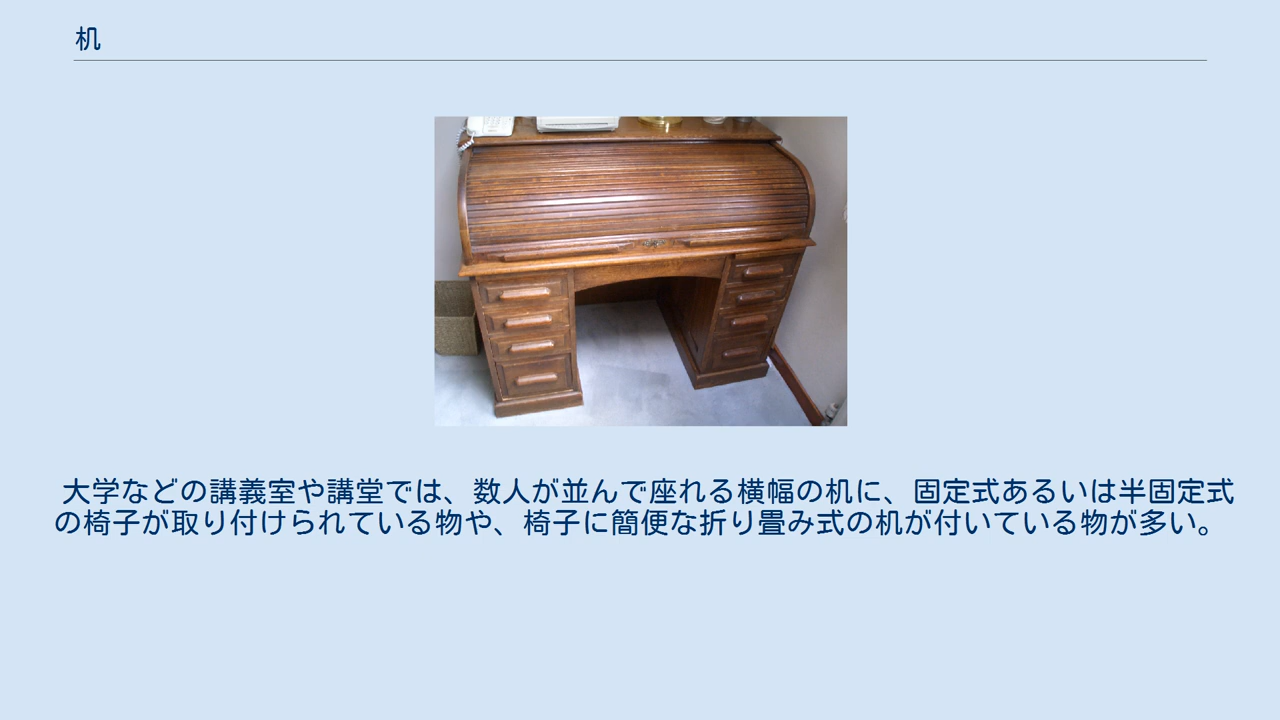 机
大学などの講義室や講堂では、数人が並んで座れる横幅の机に、固定式あるいは半固定式
の椅子が取り付けられている物や、椅子に簡便な折り畳み式の机が付いている物が多い。